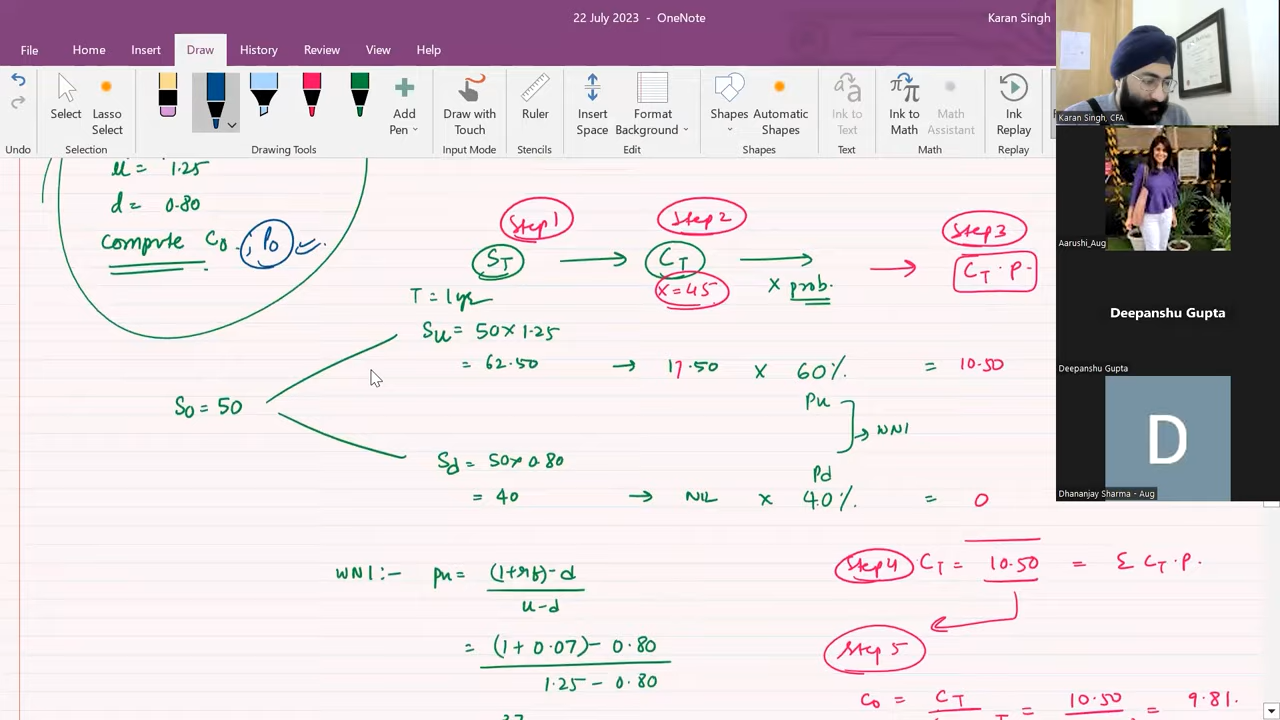 22 July 2023 - OneNote
Karan Singh
File Home Insert Draw History Review View Help
Select
Lasso Select
Add Pen
Draw with Touch
Ruler
Insert Space
Format Background
Shapes
Automatic Shapes
Ink to Text
Ink to Math
Math Assistant
Ink Replay
Undo
Selection
Drawing Tools
Input Mode
Stencils
Edit
Shapes
Text
Math
Replay
Karan Singh, CFA
Aarushi_Aug
Deepanshu Gupta
Deepanshu Gupta
D
Dhananjay Sharma - Aug
u = 1.25
d = 0.80
Compute C0, P0
Step 1
Step 2
Step 3
ST → CT → → CT · P.
X = 45
x prob.
T = 1 yr
Su = 50 x 1.25
= 62.50 → 17.50 x 60% = 10.50
S0 = 50
Pu
→ WN1
Sd = 50 x 0.80
Pd
= 40 → NIL x 40% = 0
Step 4 CT = 10.50 = Σ CT · P.
WN1 :- pu = (1+rf) - d
u - d
= (1 + 0.07) - 0.80
1.25 - 0.80
Step 5
C0 = CT = 10.50 = 9.81.